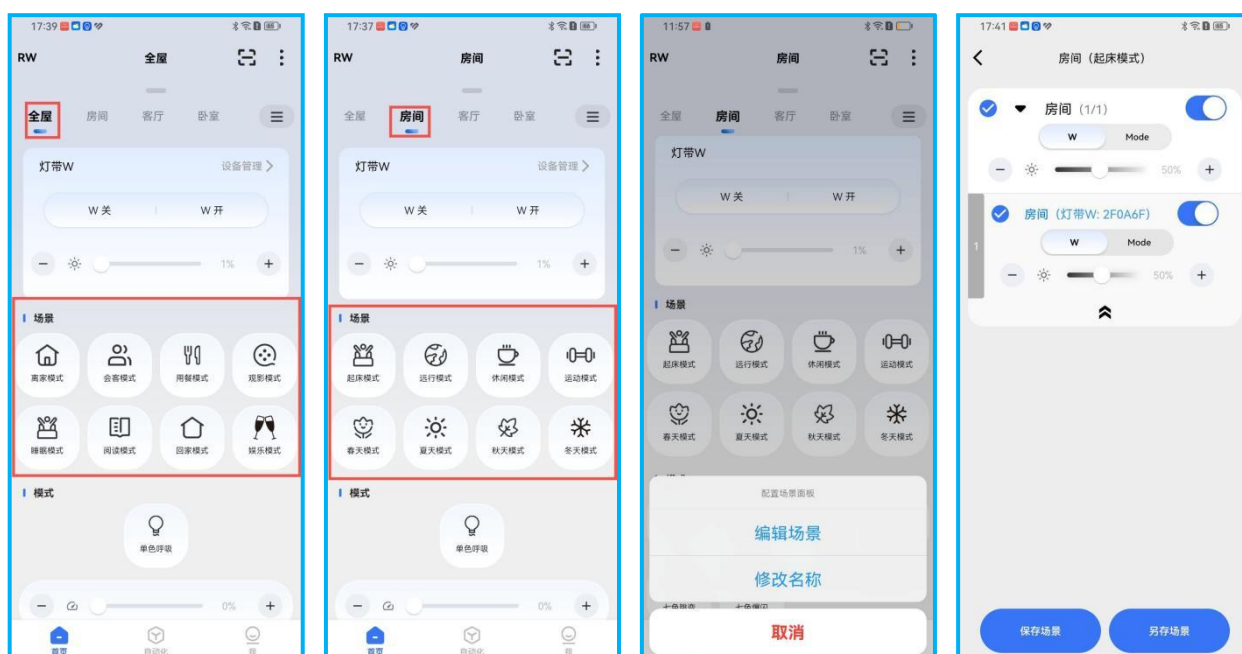 17:39
RW 全屋
全屋 房间 客厅 卧室
灯带W 设备管理
W 关 W 开
1%
场景
离家模式 会客模式 用餐模式 观影模式
睡眠模式 阅读模式 回家模式 娱乐模式
模式
单色呼吸
0%
首页 自动化 我
17:37
RW 房间
全屋 房间 客厅 卧室
灯带W 设备管理
W 关 W 开
1%
场景
起床模式 远行模式 休闲模式 运动模式
春天模式 夏天模式 秋天模式 冬天模式
模式
单色呼吸
0%
首页 自动化 我
11:57
RW 房间
全屋 房间 客厅 卧室
灯带W
W 关 W 开
1%
场景
起床模式 远行模式 休闲模式 运动模式
春天模式 夏天模式 秋天模式 冬天模式
配置场景面板
编辑场景
修改名称
取消
17:41
房间（起床模式）
房间（1/1）
W Mode
50%
1
房间（灯带W: 2F0A6F）
W Mode
50%
保存场景 另存场景